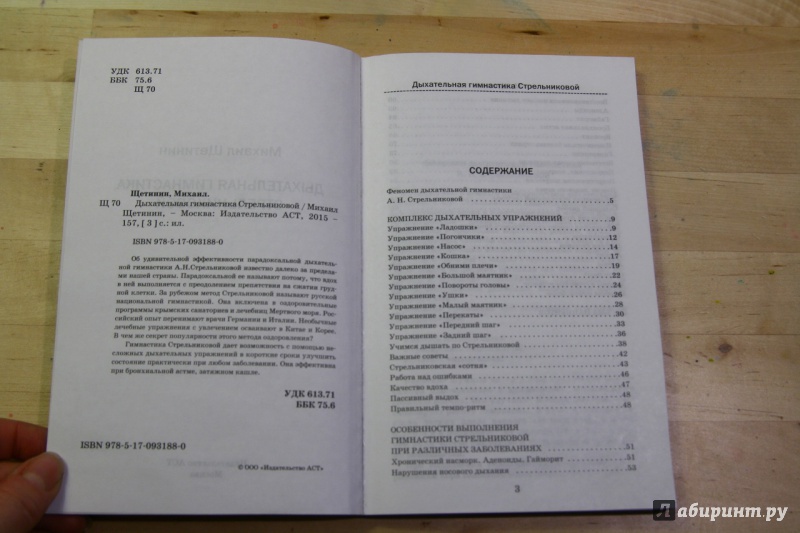 УДК 613.71
ББК 75.6
Щ 70
Щетинин, Михаил.
Щ 70 Дыхательная гимнастика Стрельниковой / Михаил
Щетинин, – Москва: Издательство АСТ, 2015 –
157, [ 3 ] с.: ил.
ISBN 978-5-17-093188-0
Об удивительной эффективности парадоксальной дыхатель-
ной гимнастики А.Н.Стрельниковой известно далеко за предела-
ми нашей страны. Парадоксальной ее называют потому, что вдох
в ней выполняется с преодолением препятствия на сжатии груд-
ной клетки. За рубежом метод Стрельниковой называют русской
национальной гимнастикой. Она включена в оздоровительные
программы крымских санаториев и лечебниц Мертвого моря. Рос-
сийский опыт перенимают врачи Германии и Италии. Необычные
лечебные упражнения с увлечением осваивают в Китае и Корее.
В чем же секрет популярности этого метода оздоровления?
Гимнастика Стрельниковой дает возможность с помощью не-
сложных дыхательных упражнений в короткие сроки улучшить
состояние практически при любом заболевании. Она эффективна
при бронхиальной астме, затяжном кашле.
УДК 613.71
ББК 75.6
ISBN 978-5-17-093188-0
© ООО «Издательство АСТ»
Дыхательная гимнастика Стрельниковой
СОДЕРЖАНИЕ
Феномен дыхательной гимнастики
А. Н. Стрельниковой 5
КОМПЛЕКС ДЫХАТЕЛЬНЫХ УПРАЖНЕНИЙ 9
Упражнение «Ладошки» 9
Упражнение «Погончики» 12
Упражнение «Насос» 14
Упражнение «Кошка» 17
Упражнение «Обними плечи» 19
Упражнение «Большой маятник» 22
Упражнение «Повороты головы» 24
Упражнение «Ушки» 26
Упражнение «Малый маятник» 28
Упражнение «Перекаты» 30
Упражнение «Передний шаг» 33
Упражнение «Задний шаг» 36
Учимся дышать по Стрельниковой 38
Важные советы 42
Стрельниковская «сотня» 43
Работа над ошибками 46
Качество вдоха 47
Пассивный выдох 48
Правильный темпо-ритм 48
ОСОБЕННОСТИ ВЫПОЛНЕНИЯ
ГИМНАСТИКИ СТРЕЛЬНИКОВОЙ
ПРИ РАЗЛИЧНЫХ ЗАБОЛЕВАНИЯХ 51
Хронический насморк. Аденоиды. Гайморит 51
Нарушения носового дыхания 53
3
Лабиринт.ру